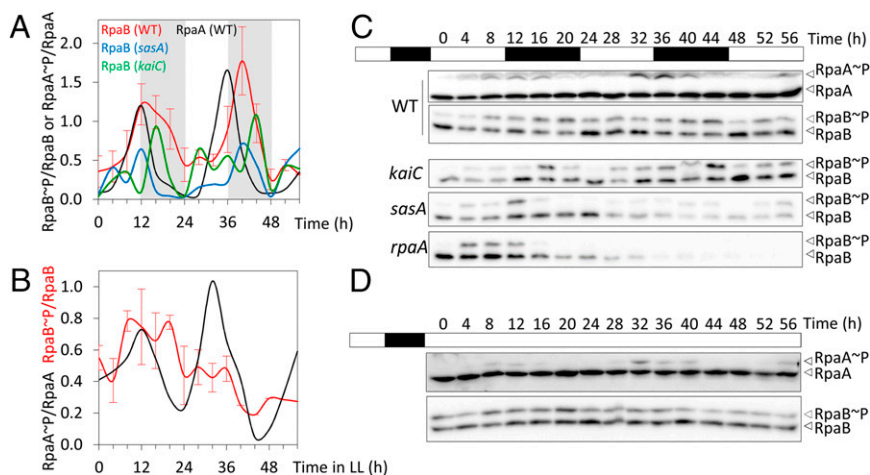 A
RpaB (WT) RpaA (WT)
RpaB (sasA)
RpaB (kaiC)
RpaB~P/RpaB or RpaA~P/RpaA
2.0
1.5
1.0
0.5
0.0
0 12 24 36 48 Time (h)
B
RpaA~P/RpaA RpaB~P/RpaB
1.0
0.8
0.6
0.4
0.2
0.0
0 12 24 36 48 Time in LL (h)
C
0 4 8 12 16 20 24 28 32 36 40 44 48 52 56 Time (h)
WT
RpaA~P
RpaA
RpaB~P
RpaB
kaiC
RpaB~P
RpaB
sasA
RpaB~P
RpaB
rpaA
RpaB~P
RpaB
D
0 4 8 12 16 20 24 28 32 36 40 44 48 52 56 Time (h)
RpaA~P
RpaA
RpaB~P
RpaB